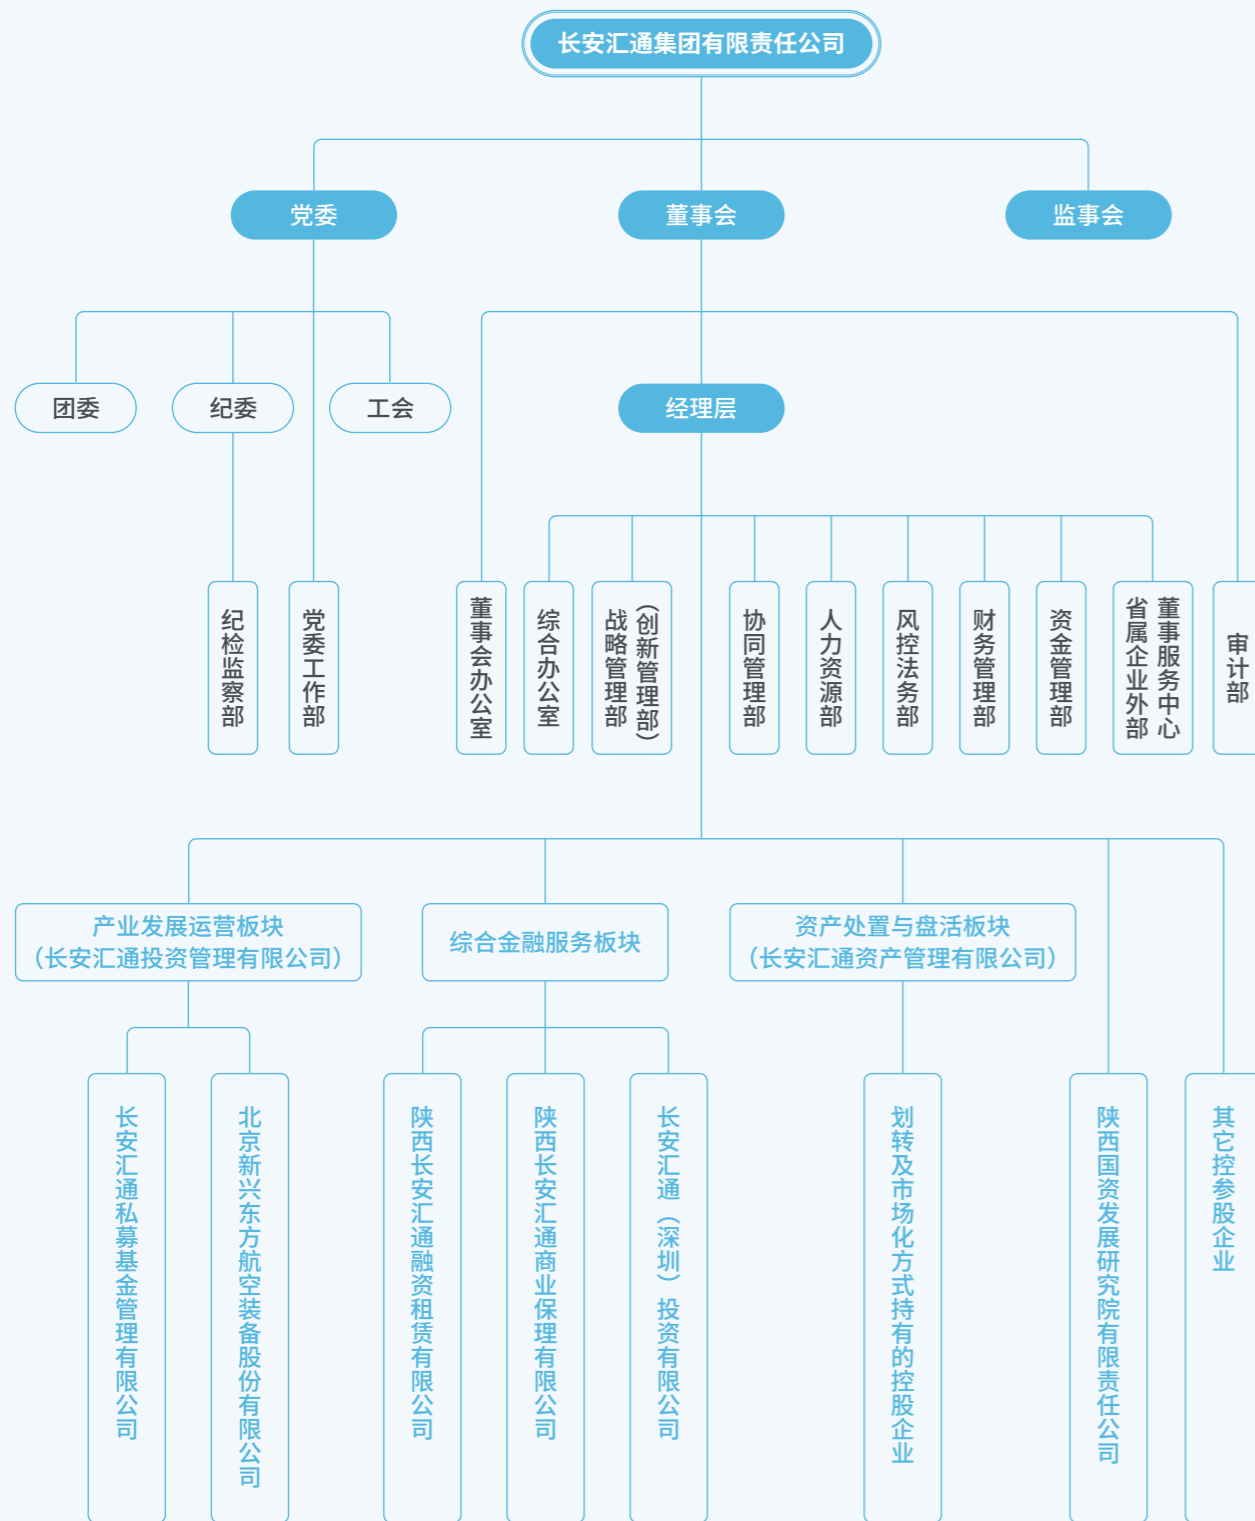 长安汇通集团有限责任公司
党委
董事会
监事会
团委
纪委
工会
经理层
纪检监察部
党委工作部
董事会办公室
综合办公室
战略管理部
（创新管理部）
协同管理部
人力资源部
风控法务部
财务管理部
资金管理部
省属企业外部
董事服务中心
审计部
产业发展运营板块
（长安汇通投资管理有限公司）
综合金融服务板块
资产处置与盘活板块
（长安汇通资产管理有限公司）
长安汇通私募基金管理有限公司
北京新兴东方航空装备股份有限公司
陕西长安汇通融资租赁有限公司
陕西长安汇通商业保理有限公司
长安汇通（深圳）投资有限公司
划转及市场化方式持有的控股企业
陕西国资发展研究院有限责任公司
其它控参股企业